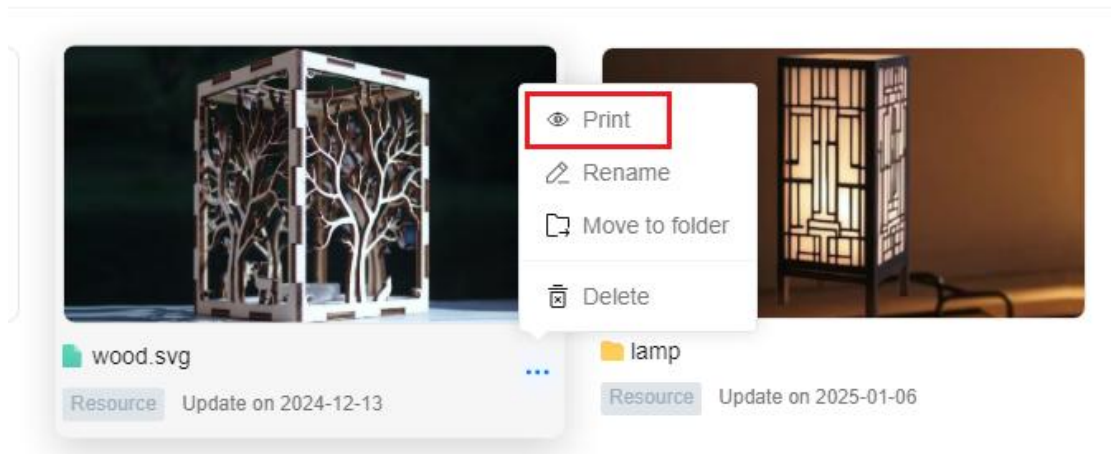 Print
Rename
Move to folder
Delete
wood.svg
...
Resource Update on 2024-12-13
lamp
Resource Update on 2025-01-06